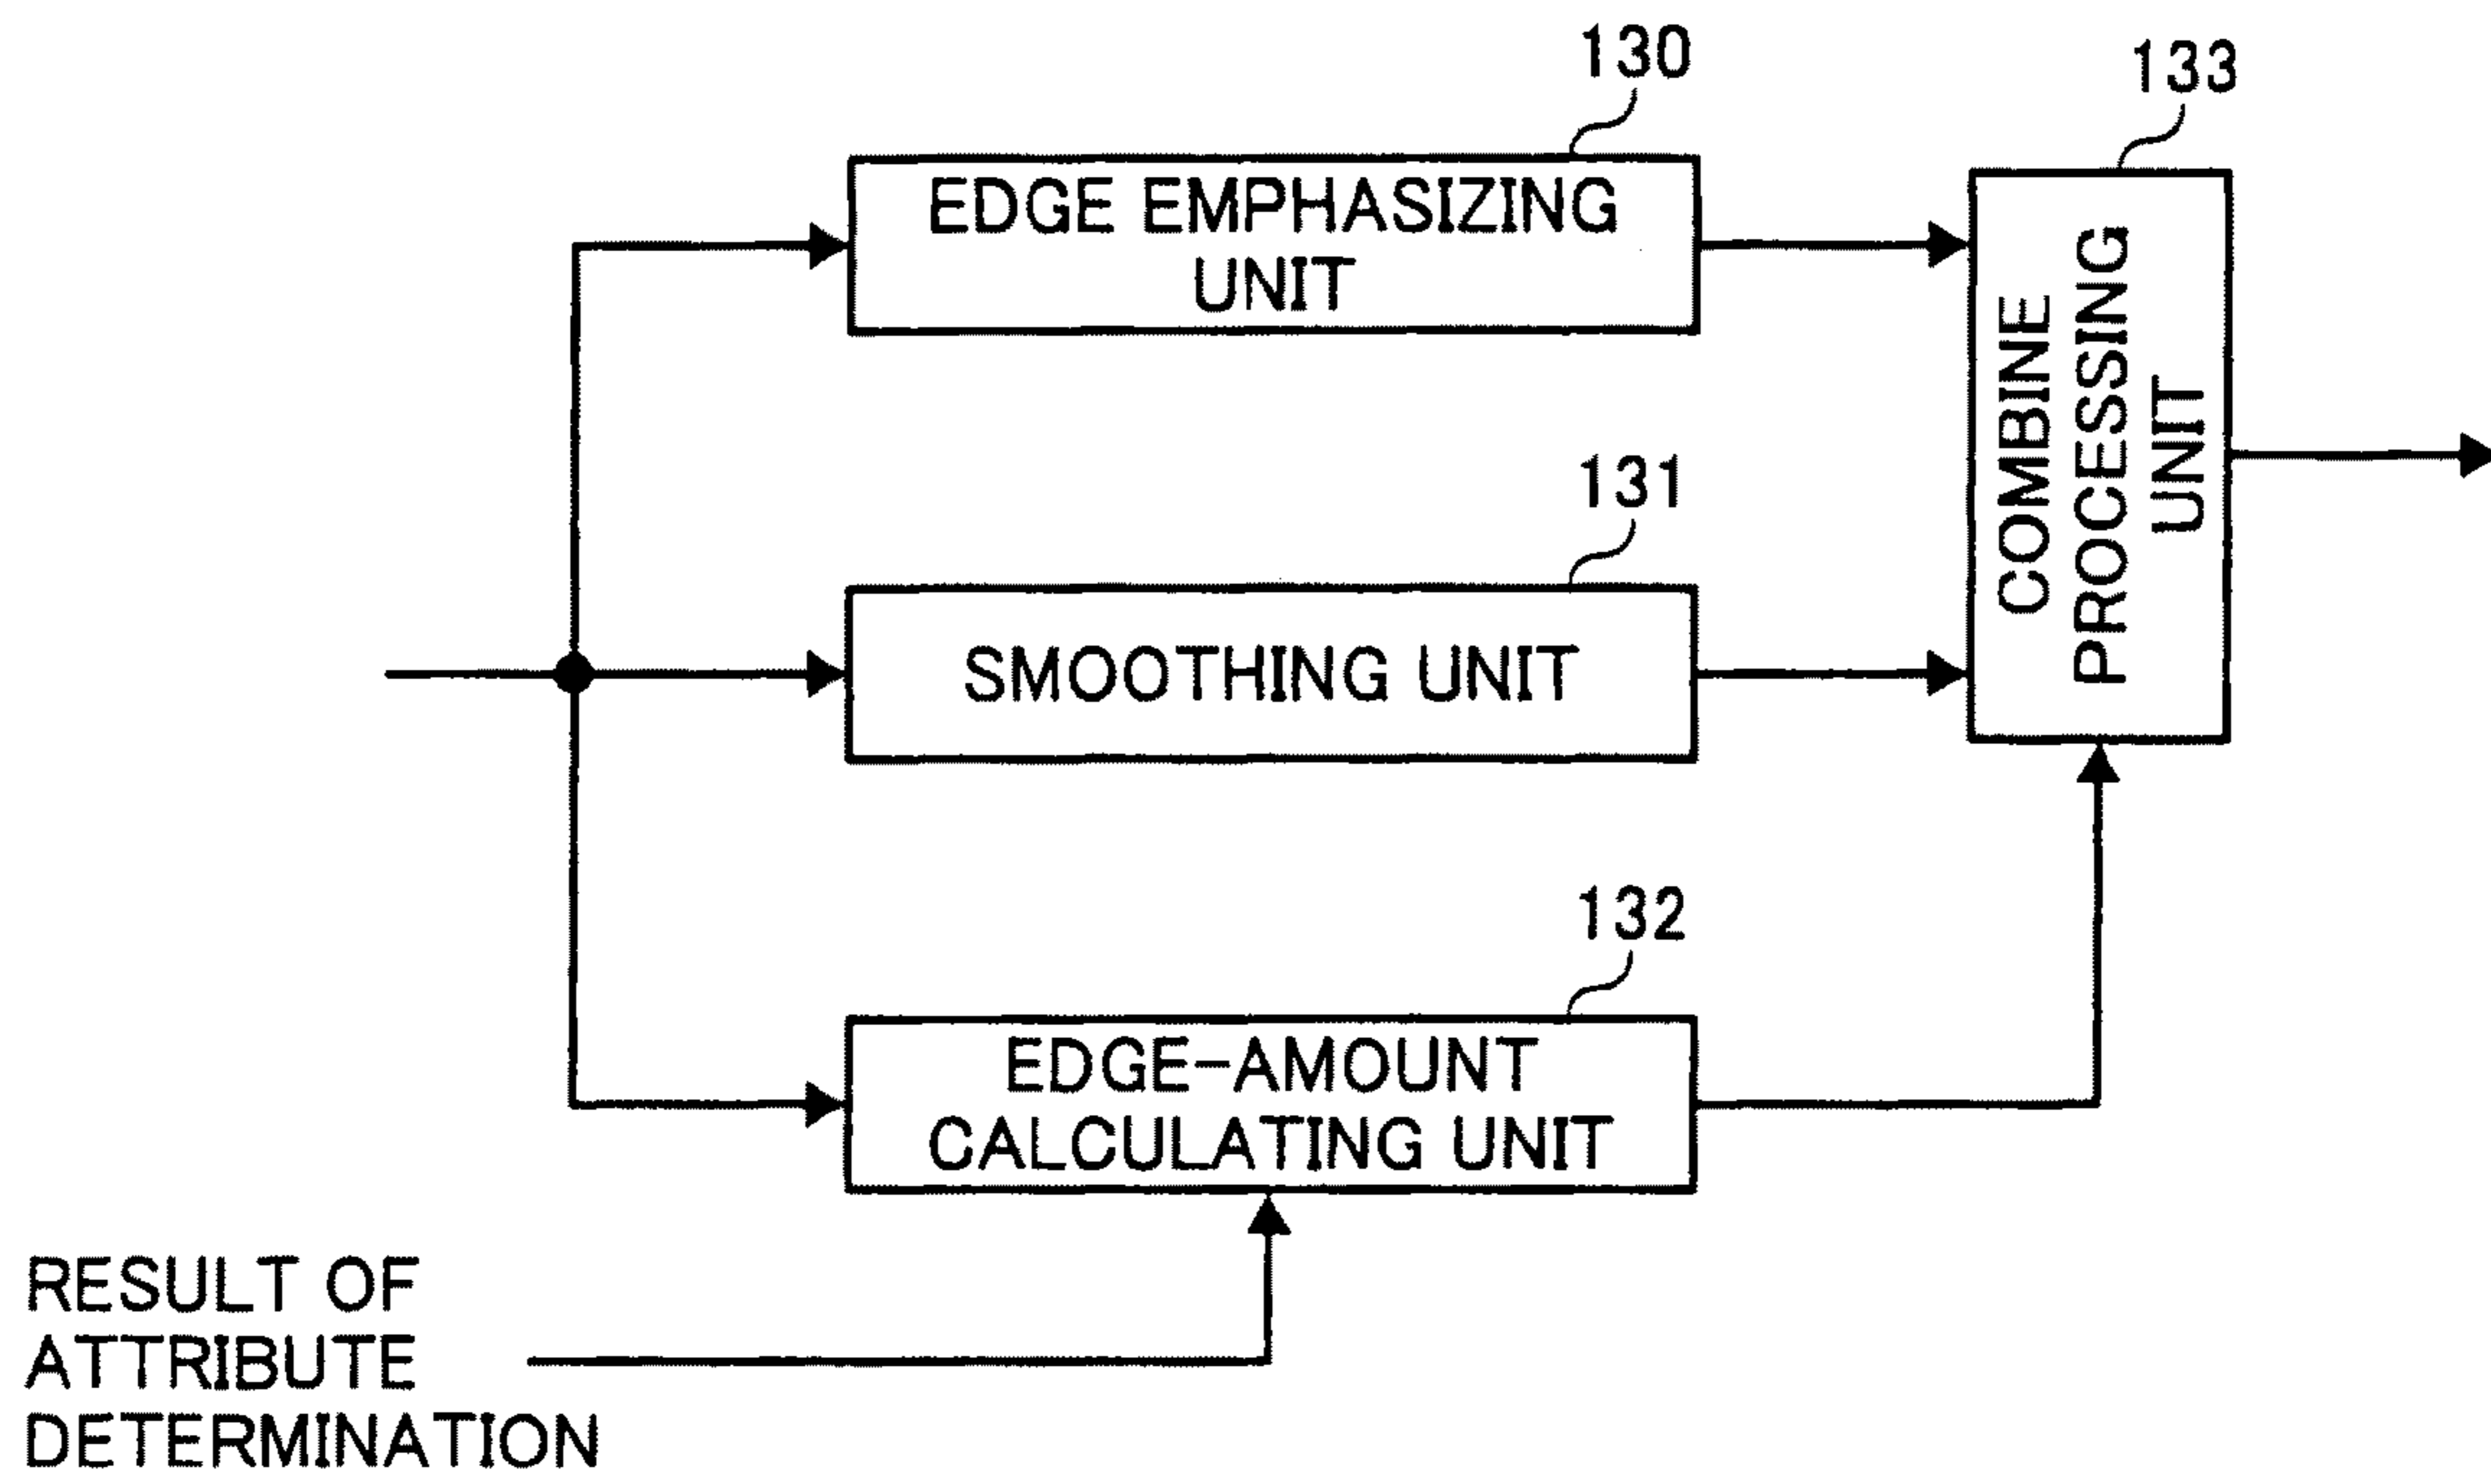 130
133
EDGE EMPHASIZING
UNIT
COMBINE
PROCESSING
UNIT
131
SMOOTHING UNIT
132
EDGE-AMOUNT
CALCULATING UNIT
RESULT OF
ATTRIBUTE
DETERMINATION